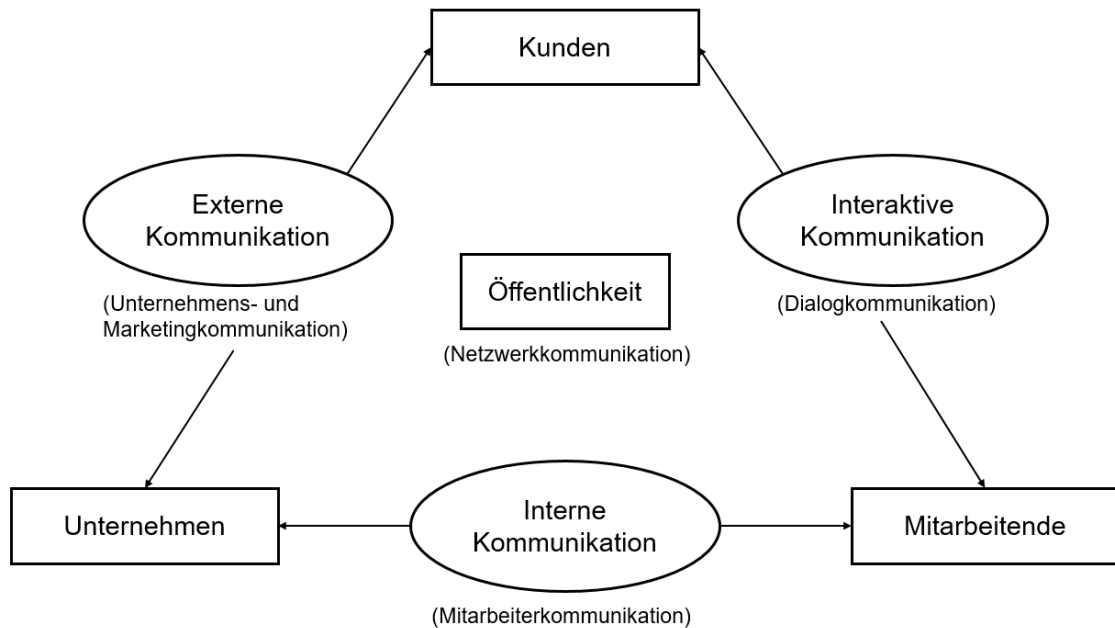 Kunden
Externe
Kommunikation
(Unternehmens- und
Marketingkommunikation)
Interaktive
Kommunikation
(Dialogkommunikation)
Öffentlichkeit
(Netzwerkkommunikation)
Unternehmen
Interne
Kommunikation
(Mitarbeiterkommunikation)
Mitarbeitende